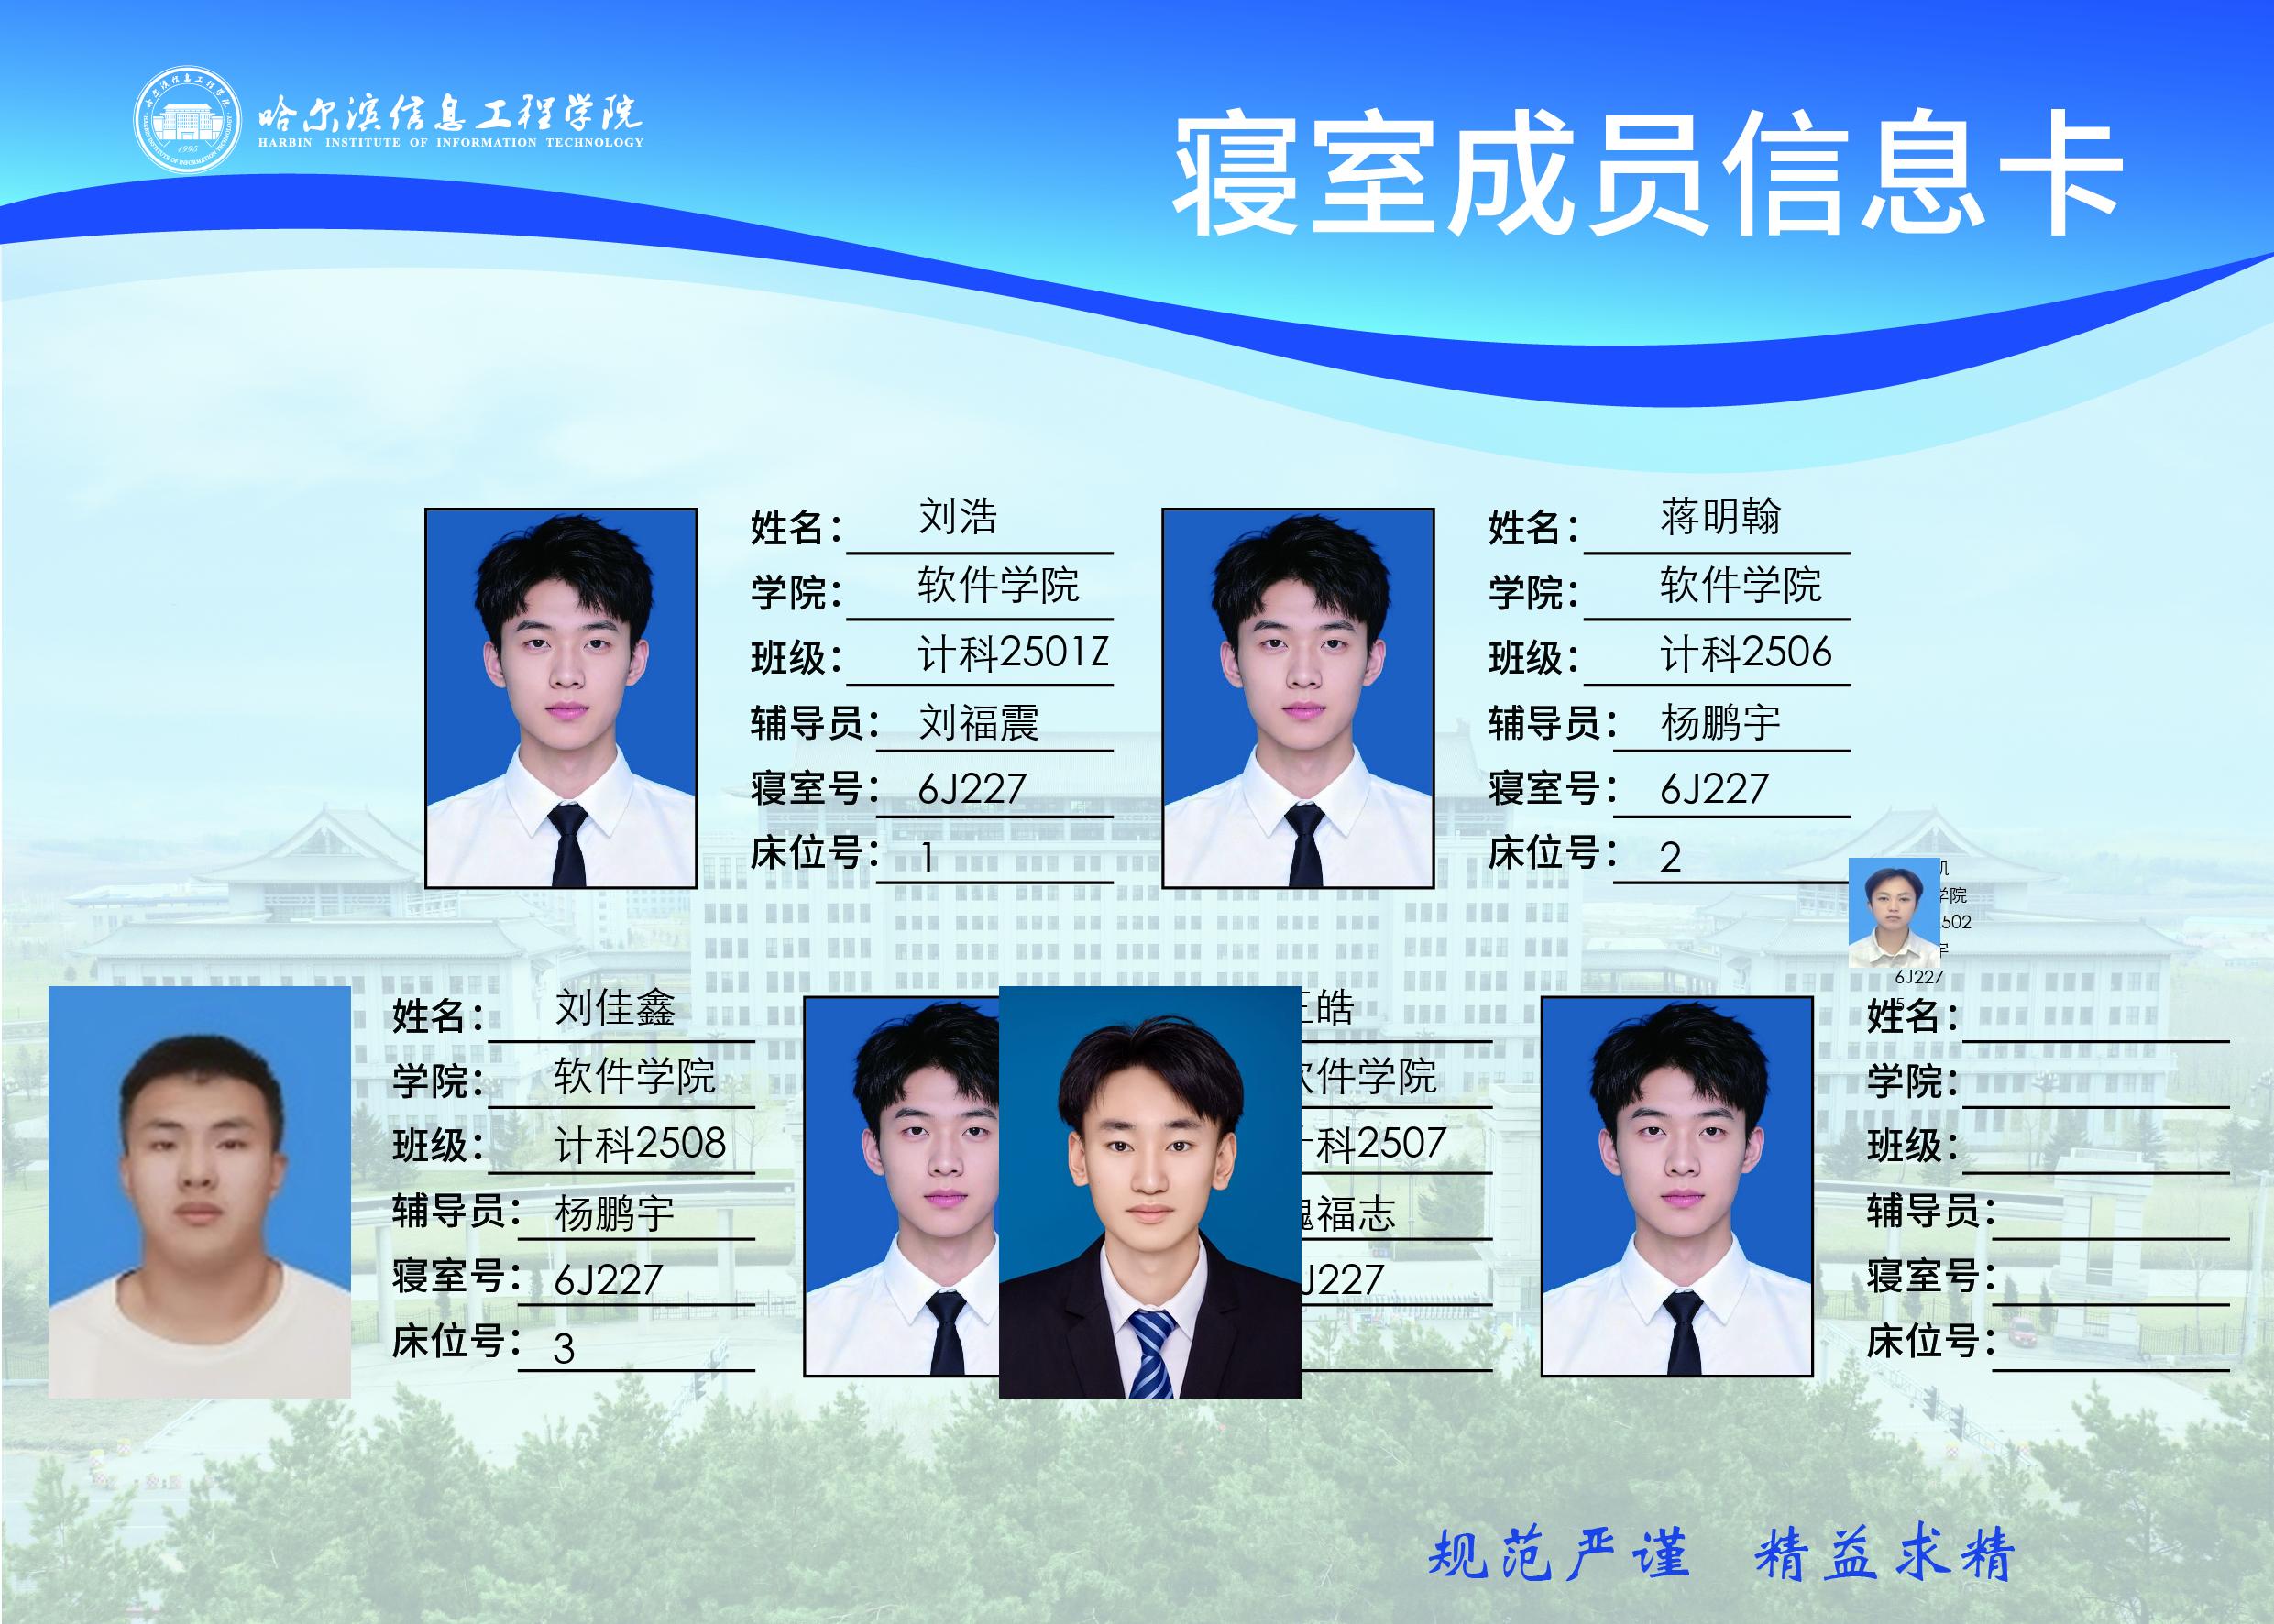 哈尔滨信息工程学院
HARBIN INSTITUTE OF INFORMATION TECHNOLOGY
1995
寝室成员信息卡
姓名： 刘浩
学院： 软件学院
班级： 计科2501Z
辅导员： 刘福震
寝室号： 6J227
床位号： 1
姓名： 蒋明翰
学院： 软件学院
班级： 计科2506
辅导员： 杨鹏宇
寝室号： 6J227
床位号： 2
学院
502
6J227
姓名： 刘佳鑫
学院： 软件学院
班级： 计科2508
辅导员： 杨鹏宇
寝室号： 6J227
床位号： 3
皓
件学院
科2507
福志
J227
姓名：
学院：
班级：
辅导员：
寝室号：
床位号：
规范严谨 精益求精